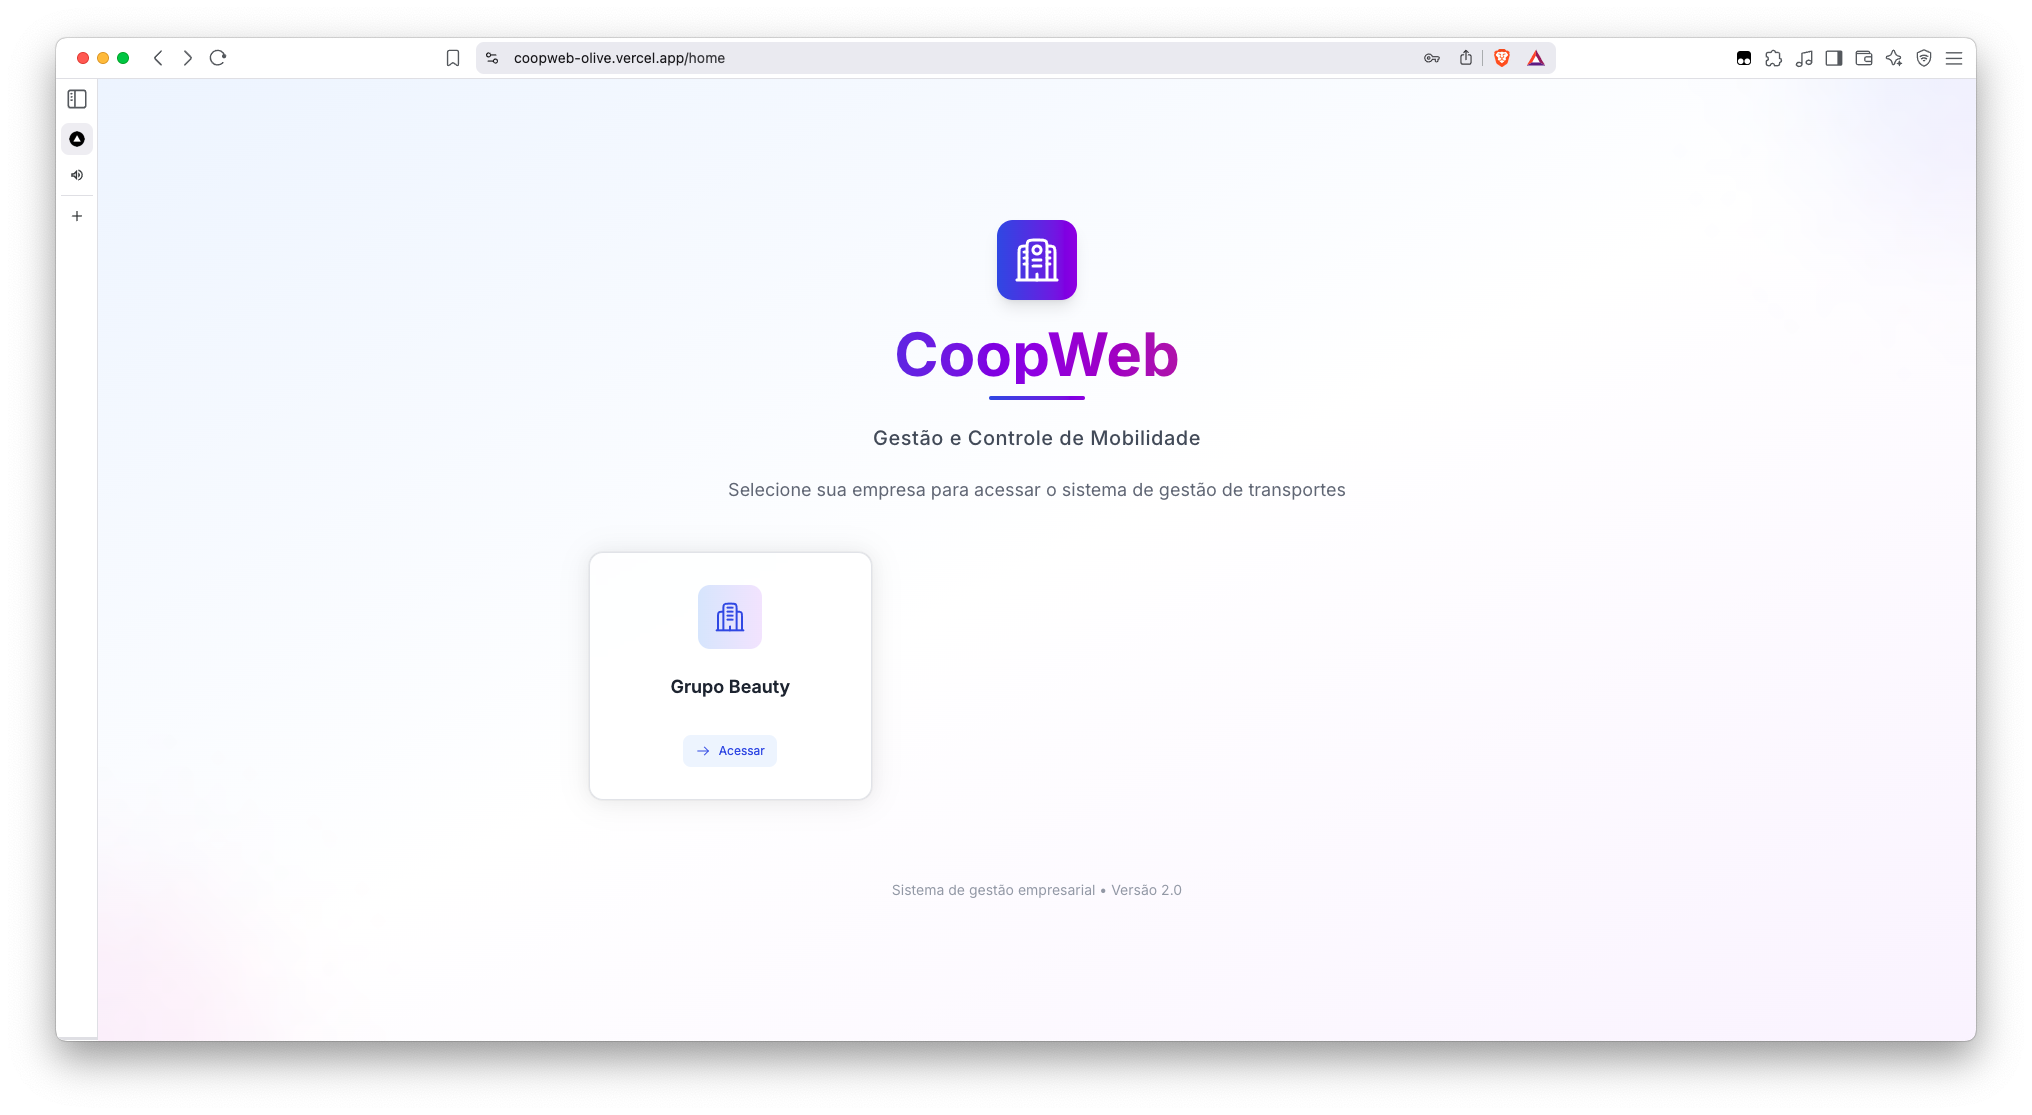 coopweb-olive.vercel.app/home
CoopWeb
Gestão e Controle de Mobilidade
Selecione sua empresa para acessar o sistema de gestão de transportes
Grupo Beauty
Acessar
Sistema de gestão empresarial • Versão 2.0